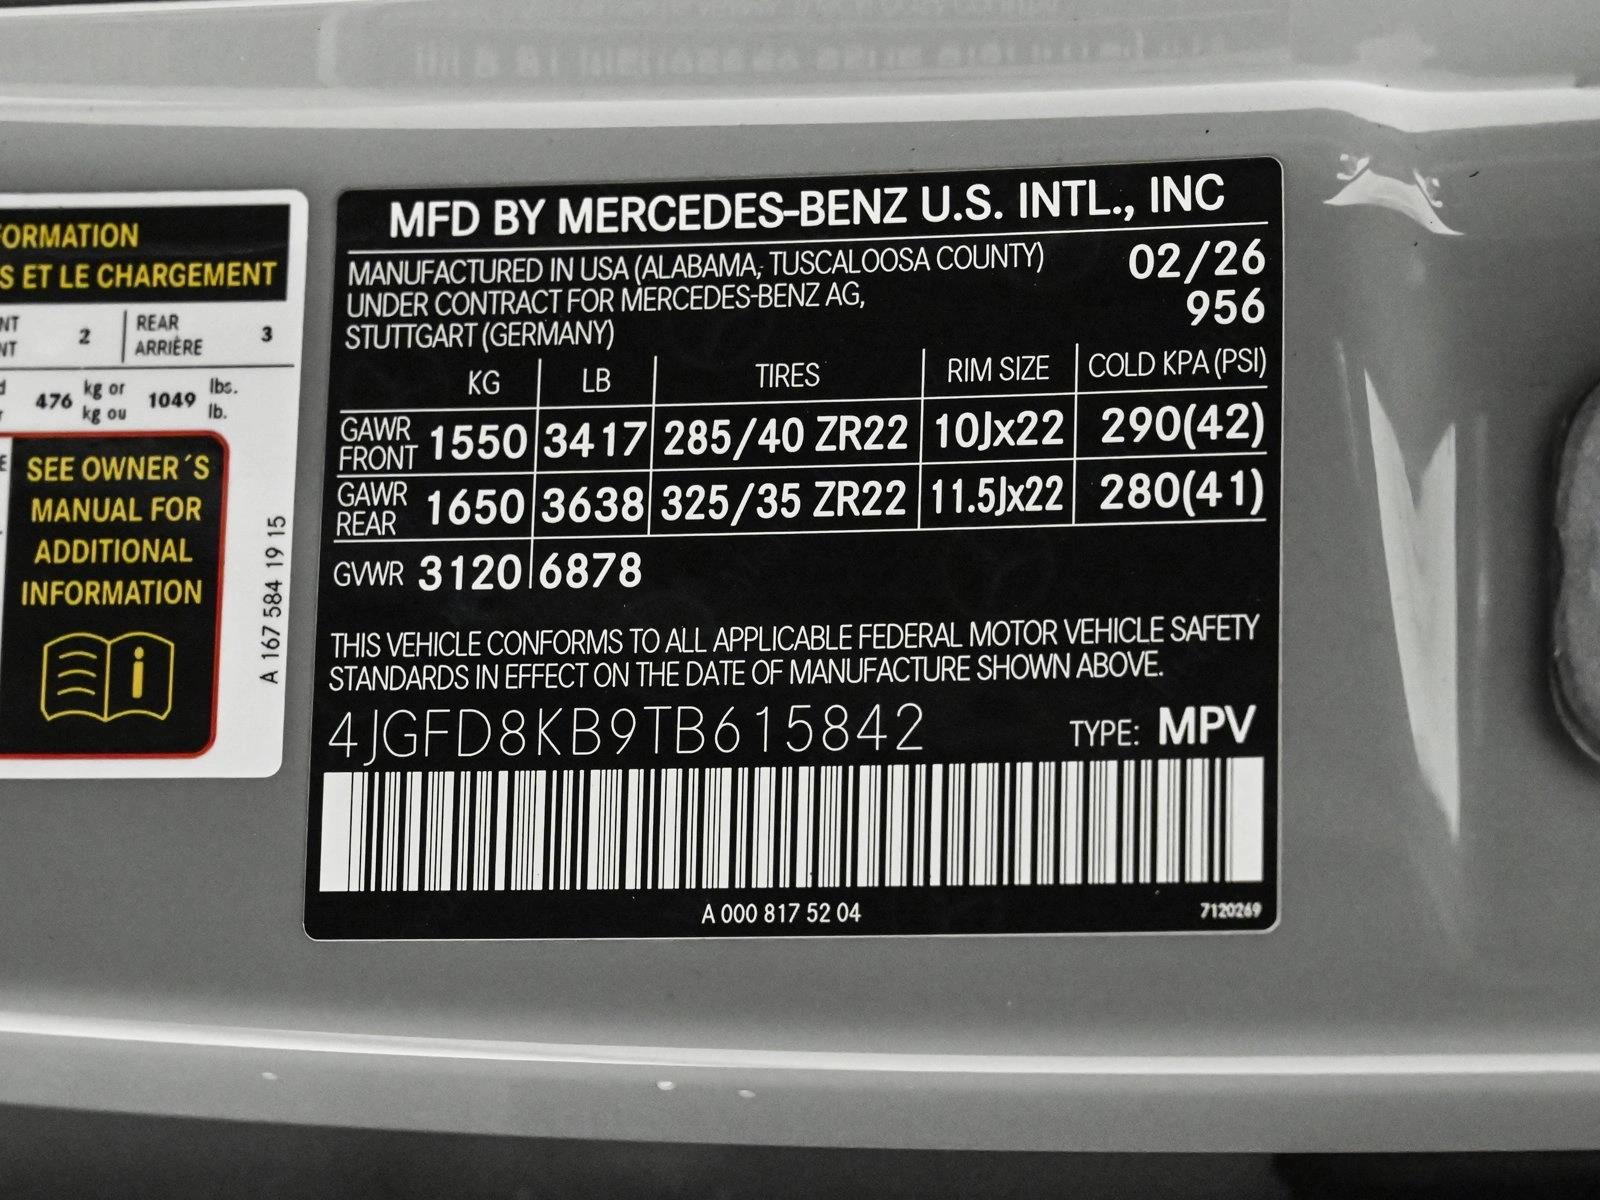 ORMATION
S ET LE CHARGEMENT
NT 2 REAR 3
NT ARRIÈRE
476 kg or 1049 lbs.
kg ou lb.
SEE OWNER´S
MANUAL FOR
ADDITIONAL
INFORMATION
i
A 167 584 19 15
MFD BY MERCEDES-BENZ U.S. INTL., INC
MANUFACTURED IN USA (ALABAMA, TUSCALOOSA COUNTY) 02/26
UNDER CONTRACT FOR MERCEDES-BENZ AG, 956
STUTTGART (GERMANY)
KG LB TIRES RIM SIZE COLD KPA (PSI)
GAWR FRONT 1550 3417 285/40 ZR22 10Jx22 290(42)
GAWR REAR 1650 3638 325/35 ZR22 11.5Jx22 280(41)
GVWR 3120 6878
THIS VEHICLE CONFORMS TO ALL APPLICABLE FEDERAL MOTOR VEHICLE SAFETY
STANDARDS IN EFFECT ON THE DATE OF MANUFACTURE SHOWN ABOVE.
4JGFD8KB9TB615842 TYPE: MPV
A 000 817 52 04 7120269